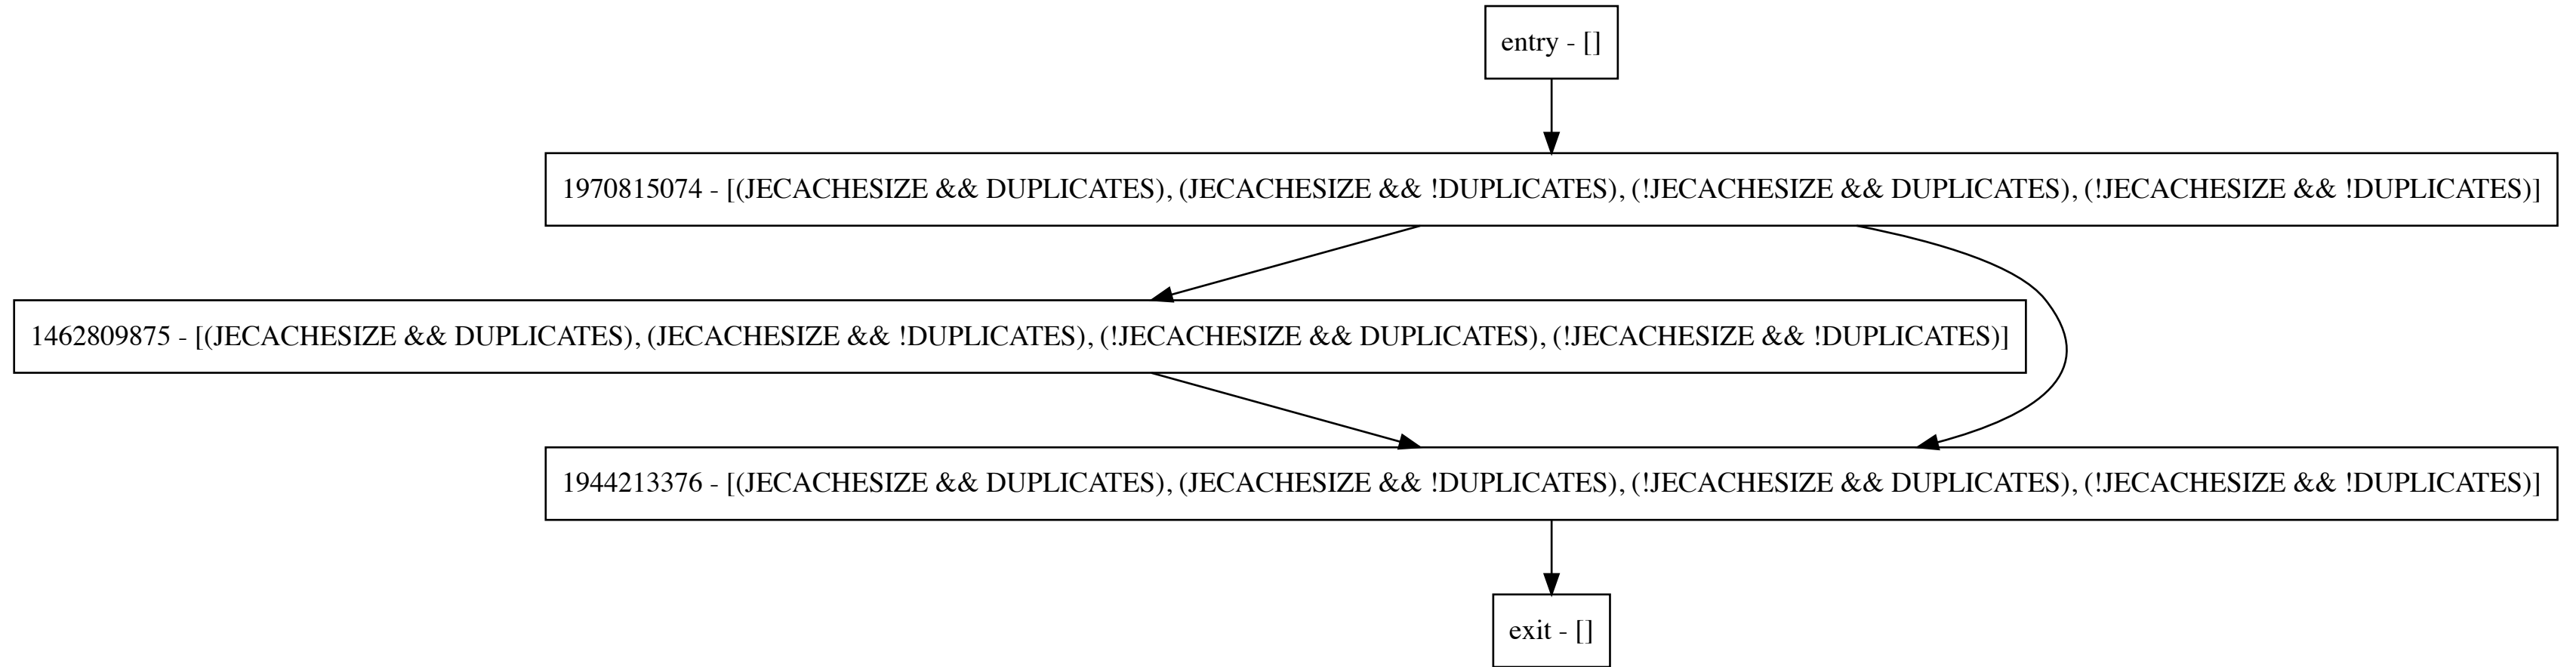 entry - []
1970815074 - [(JECACHESIZE && DUPLICATES), (JECACHESIZE && !DUPLICATES), (!JECACHESIZE && DUPLICATES), (!JECACHESIZE && !DUPLICATES)]
1462809875 - [(JECACHESIZE && DUPLICATES), (JECACHESIZE && !DUPLICATES), (!JECACHESIZE && DUPLICATES), (!JECACHESIZE && !DUPLICATES)]
1944213376 - [(JECACHESIZE && DUPLICATES), (JECACHESIZE && !DUPLICATES), (!JECACHESIZE && DUPLICATES), (!JECACHESIZE && !DUPLICATES)]
exit - []